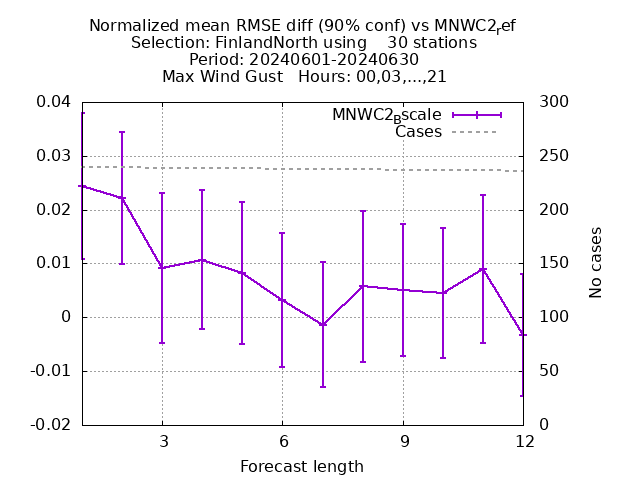 Normalized mean RMSE diff (90% conf) vs MNWC2ref
Selection: FinlandNorth using    30 stations
Period: 20240601-20240630
Max Wind Gust   Hours: 00,03,...,21
MNWC2Bscale
Cases
0.04
0.03
0.02
0.01
0
-0.01
-0.02
300
250
200
150
100
50
0
No cases
3 6 9 12
Forecast length